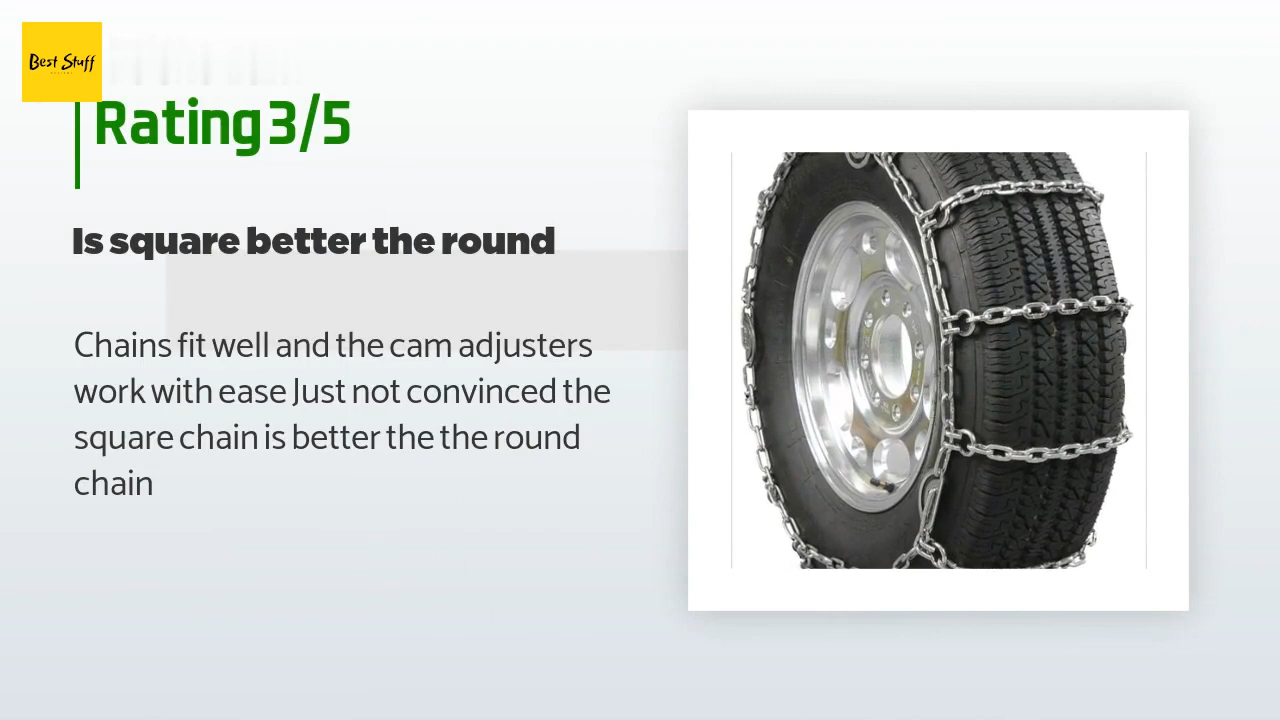 Best Stuff
Rating 3/5
Is square better the round
Chains fit well and the cam adjusters
work with ease Just not convinced the
square chain is better the the round
chain